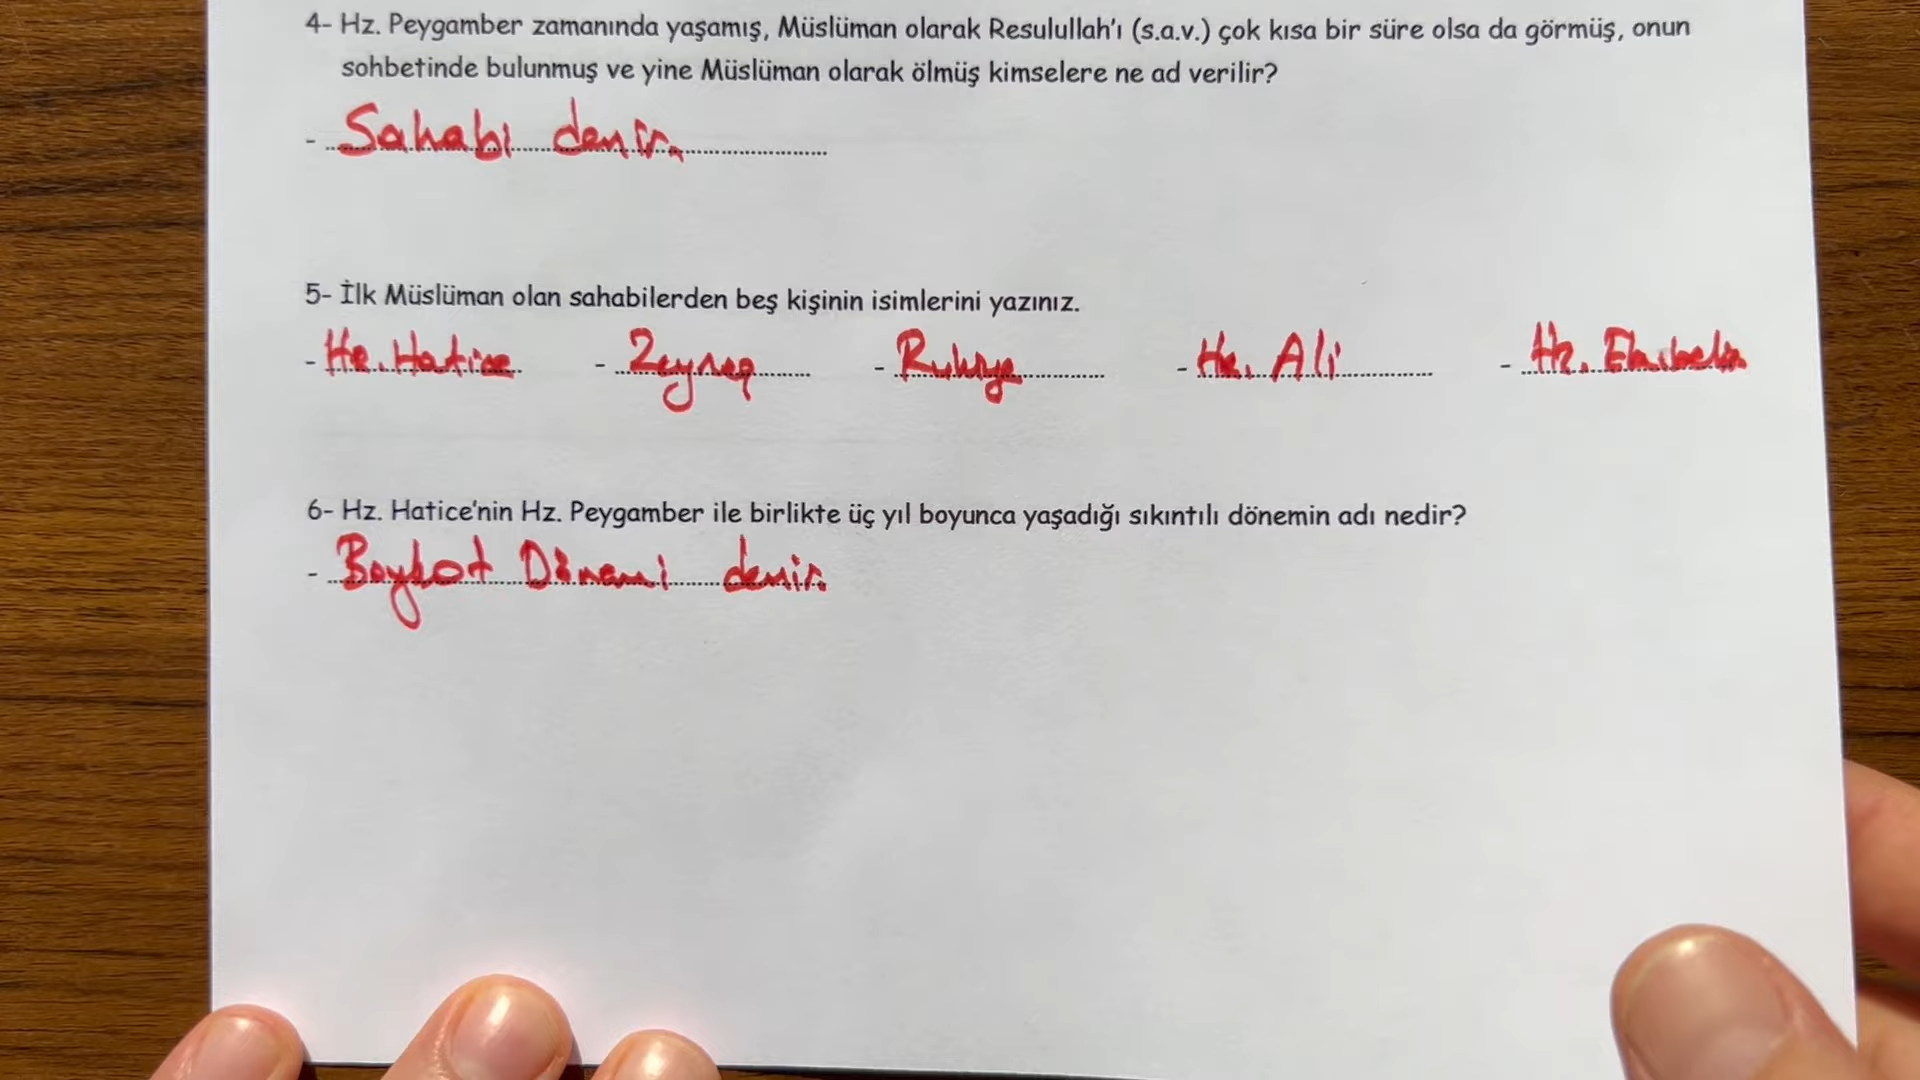 4- Hz. Peygamber zamanında yaşamış, Müslüman olarak Resulullah'ı (s.a.v.) çok kısa bir süre olsa da görmüş, onun
sohbetinde bulunmuş ve yine Müslüman olarak ölmüş kimselere ne ad verilir?
- Sahabi denir.
5- İlk Müslüman olan sahabilerden beş kişinin isimlerini yazınız.
- Hz. Hatice - Zeynep - Rukiye - Hz. Ali - Hz. Ebubekir
6- Hz. Hatice'nin Hz. Peygamber ile birlikte üç yıl boyunca yaşadığı sıkıntılı dönemin adı nedir?
- Boykot Dönemi denir.